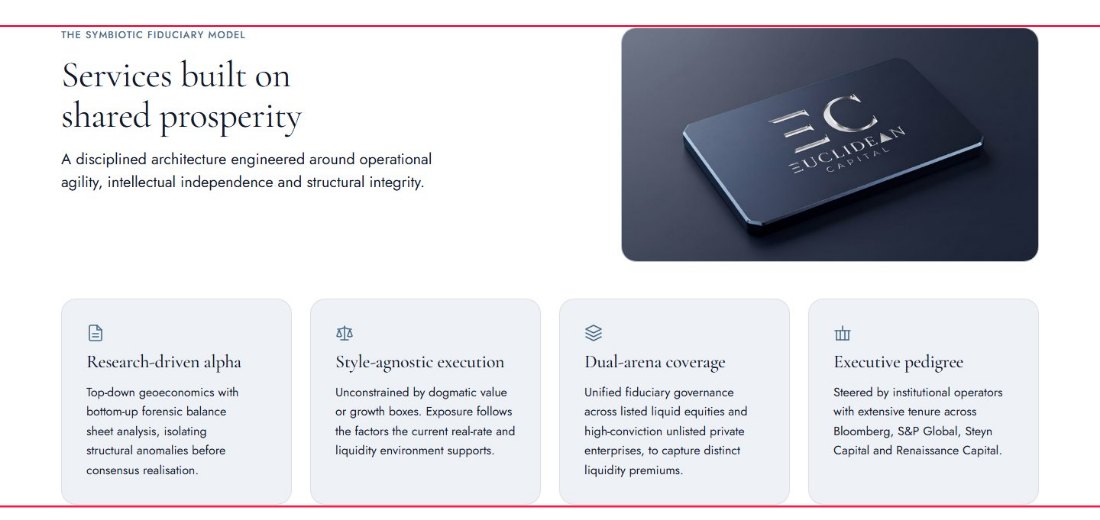 THE SYMBIOTIC FIDUCIARY MODEL
Services built on
shared prosperity
A disciplined architecture engineered around operational
agility, intellectual independence and structural integrity.
EC
EUCLIDEAN
CAPITAL
Research-driven alpha
Top-down geoeconomics with
bottom-up forensic balance
sheet analysis, isolating
structural anomalies before
consensus realisation.
Style-agnostic execution
Unconstrained by dogmatic value
or growth boxes. Exposure follows
the factors the current real-rate and
liquidity environment supports.
Dual-arena coverage
Unified fiduciary governance
across listed liquid equities and
high-conviction unlisted private
enterprises, to capture distinct
liquidity premiums.
Executive pedigree
Steered by institutional operators
with extensive tenure across
Bloomberg, S&P Global, Steyn
Capital and Renaissance Capital.